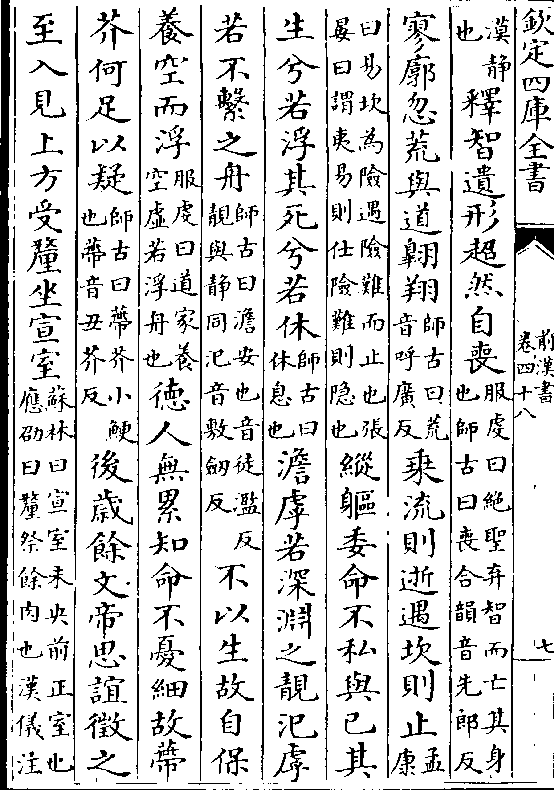 欽定四庫全書
前漢書
卷四十八
七
漠静也釋智遺形超然自喪服虔曰絶聖弃智而亡其身也師古曰喪合韻音先郎反
寥廓忽荒與道翺翔師古曰荒音呼廣反乗流則逝遇坎則止孟康
曰易坎為險遇險難而止也張晏曰謂夷易則仕險難則隐也縱軀委命不私與已其
生兮若浮其死兮若休師古曰休息也澹虖若深淵之靚氾虖
若不繫之舟師古曰澹安也音徒濫反靚與静同氾音敷劒反不以生故自保
養空而浮服虔曰道家養空虚若浮舟也徳人無累知命不憂細故蔕
芥何足以疑師古曰蔕芥小鯁也蔕音丑芥反後歳餘文帝思誼徵之
至入見上方受釐坐宣室蘇林曰宣室未央前正室也應劭曰釐祭餘肉也漢儀注